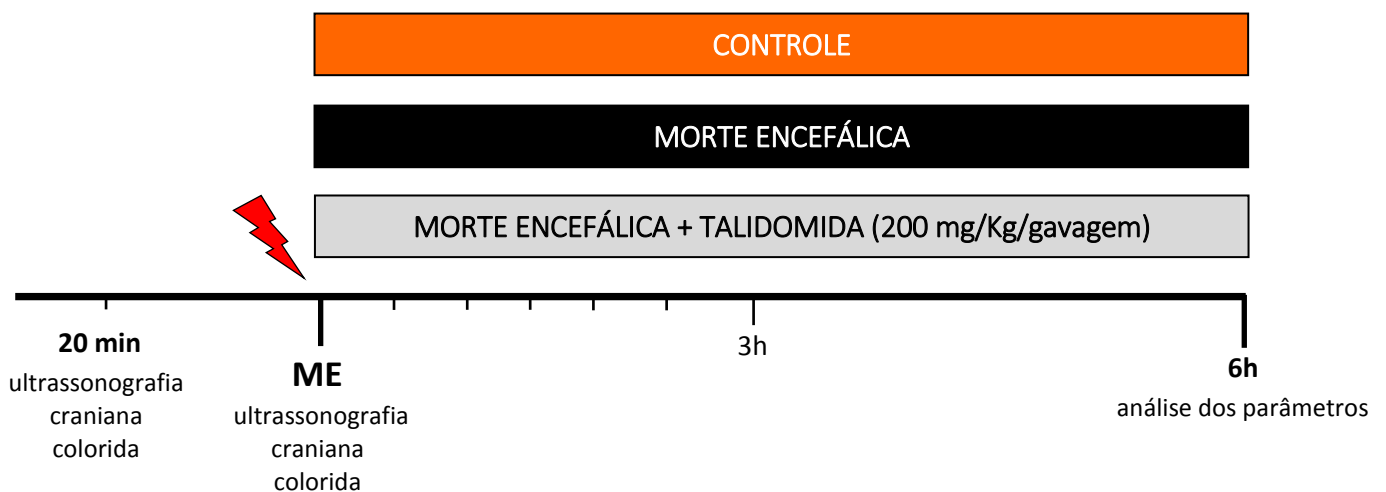 CONTROLE
MORTE ENCEFÁLICA
MORTE ENCEFÁLICA + TALIDOMIDA (200 mg/Kg/gavagem)
20 min
ultrassonografia
craniana
colorida
ME
ultrassonografia
craniana
colorida
3h
6h
análise dos parâmetros